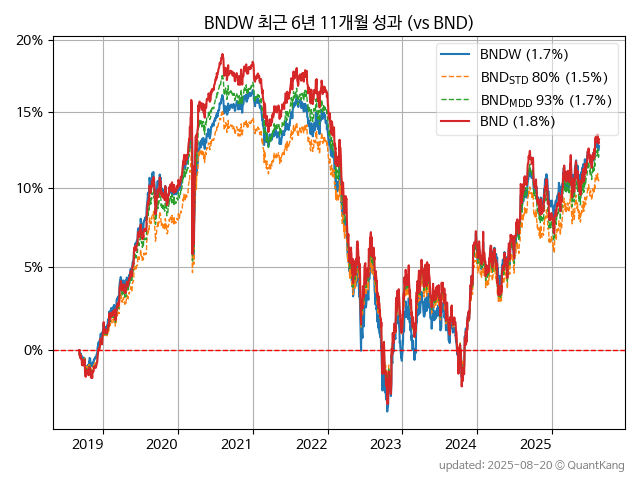 BNDW 최근 6년 11개월 성과 (vs BND)
20%
15%
10%
5%
0%
BNDW (1.7%)
BND_STD 80% (1.5%)
BND_MDD 93% (1.7%)
BND (1.8%)
2019 2020 2021 2022 2023 2024 2025
updated: 2025-08-20 © QuantKang